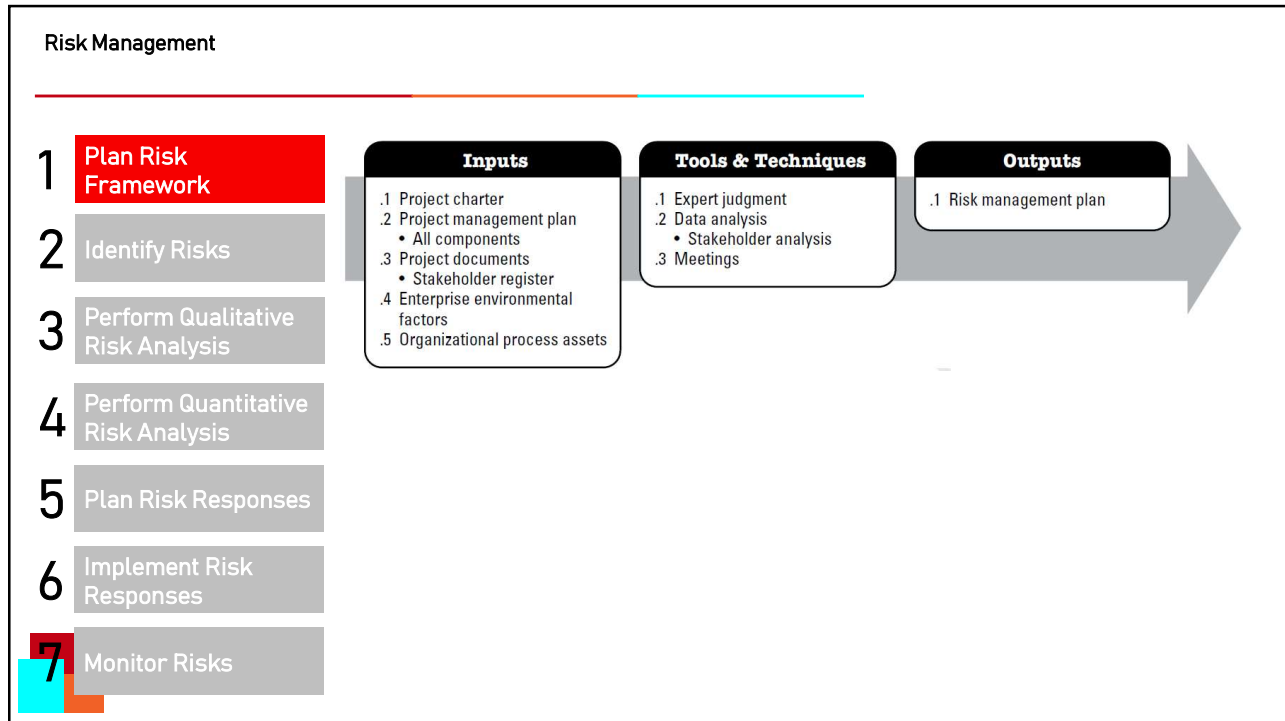 Risk Management
1
Plan Risk
Framework
2
Identify Risks
3
Perform Qualitative
Risk Analysis
4
Perform Quantitative
Risk Analysis
5
Plan Risk Responses
6
Implement Risk
Responses
7
Monitor Risks
Inputs
.1 Project charter
.2 Project management plan
• All components
.3 Project documents
• Stakeholder register
.4 Enterprise environmental
factors
.5 Organizational process assets
Tools & Techniques
.1 Expert judgment
.2 Data analysis
• Stakeholder analysis
.3 Meetings
Outputs
.1 Risk management plan